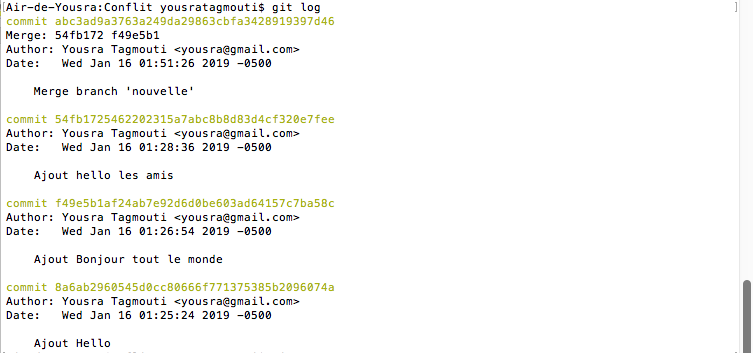 [Air-de-Yousra:Conflit yousratagmouti$ git log ]
commit abc3ad9a3763a249da29863cbfa3428919397d46
Merge: 54fb172 f49e5b1
Author: Yousra Tagmouti <yousra@gmail.com>
Date:   Wed Jan 16 01:51:26 2019 -0500
Merge branch 'nouvelle'
commit 54fb1725462202315a7abc8b8d83d4cf320e7fee
Author: Yousra Tagmouti <yousra@gmail.com>
Date:   Wed Jan 16 01:28:36 2019 -0500
Ajout hello les amis
commit f49e5b1af24ab7e92d6d0be603ad64157c7ba58c
Author: Yousra Tagmouti <yousra@gmail.com>
Date:   Wed Jan 16 01:26:54 2019 -0500
Ajout Bonjour tout le monde
commit 8a6ab2960545d0cc80666f771375385b2096074a
Author: Yousra Tagmouti <yousra@gmail.com>
Date:   Wed Jan 16 01:25:24 2019 -0500
Ajout Hello